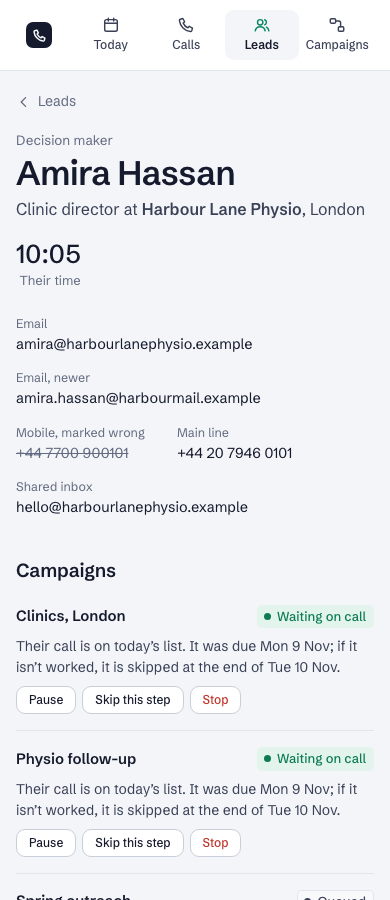 Today
Calls
Leads
Campaigns
Leads
Decision maker
Amira Hassan
Clinic director at Harbour Lane Physio, London
10:05
Their time
Email
amira@harbourlanephysio.example
Email, newer
amira.hassan@harbourmail.example
Mobile, marked wrong
+44 7700 900101
Main line
+44 20 7946 0101
Shared inbox
hello@harbourlanephysio.example
Campaigns
Clinics, London
Waiting on call
Their call is on today’s list. It was due Mon 9 Nov; if it
isn’t worked, it is skipped at the end of Tue 10 Nov.
Pause
Skip this step
Stop
Physio follow-up
Waiting on call
Their call is on today’s list. It was due Mon 9 Nov; if it
isn’t worked, it is skipped at the end of Tue 10 Nov.
Pause
Skip this step
Stop